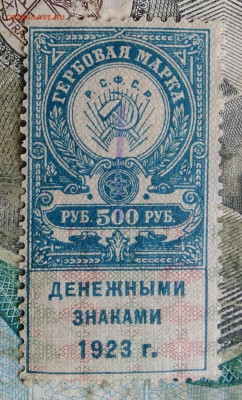 ГЕРБОВАЯ МАРКА
Р.С.Ф.С.Р.
РУБ. 500 РУБ.
ДЕНЕЖНЫМИ
ЗНАКАМИ
1923 г.